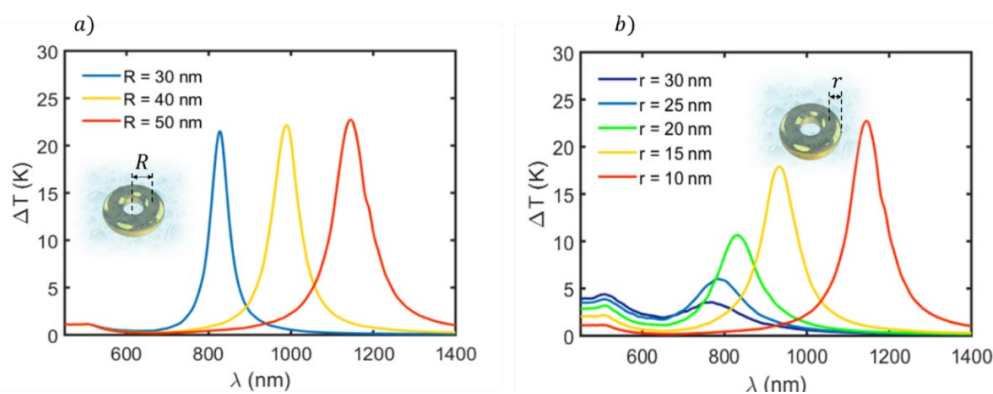 a)
30
25
20
15
10
5
0
ΔT (K)
R = 30 nm
R = 40 nm
R = 50 nm
R
600 800 1000 1200 1400
λ (nm)
b)
30
25
20
15
10
5
0
ΔT (K)
r = 30 nm
r = 25 nm
r = 20 nm
r = 15 nm
r = 10 nm
r
600 800 1000 1200 1400
λ (nm)